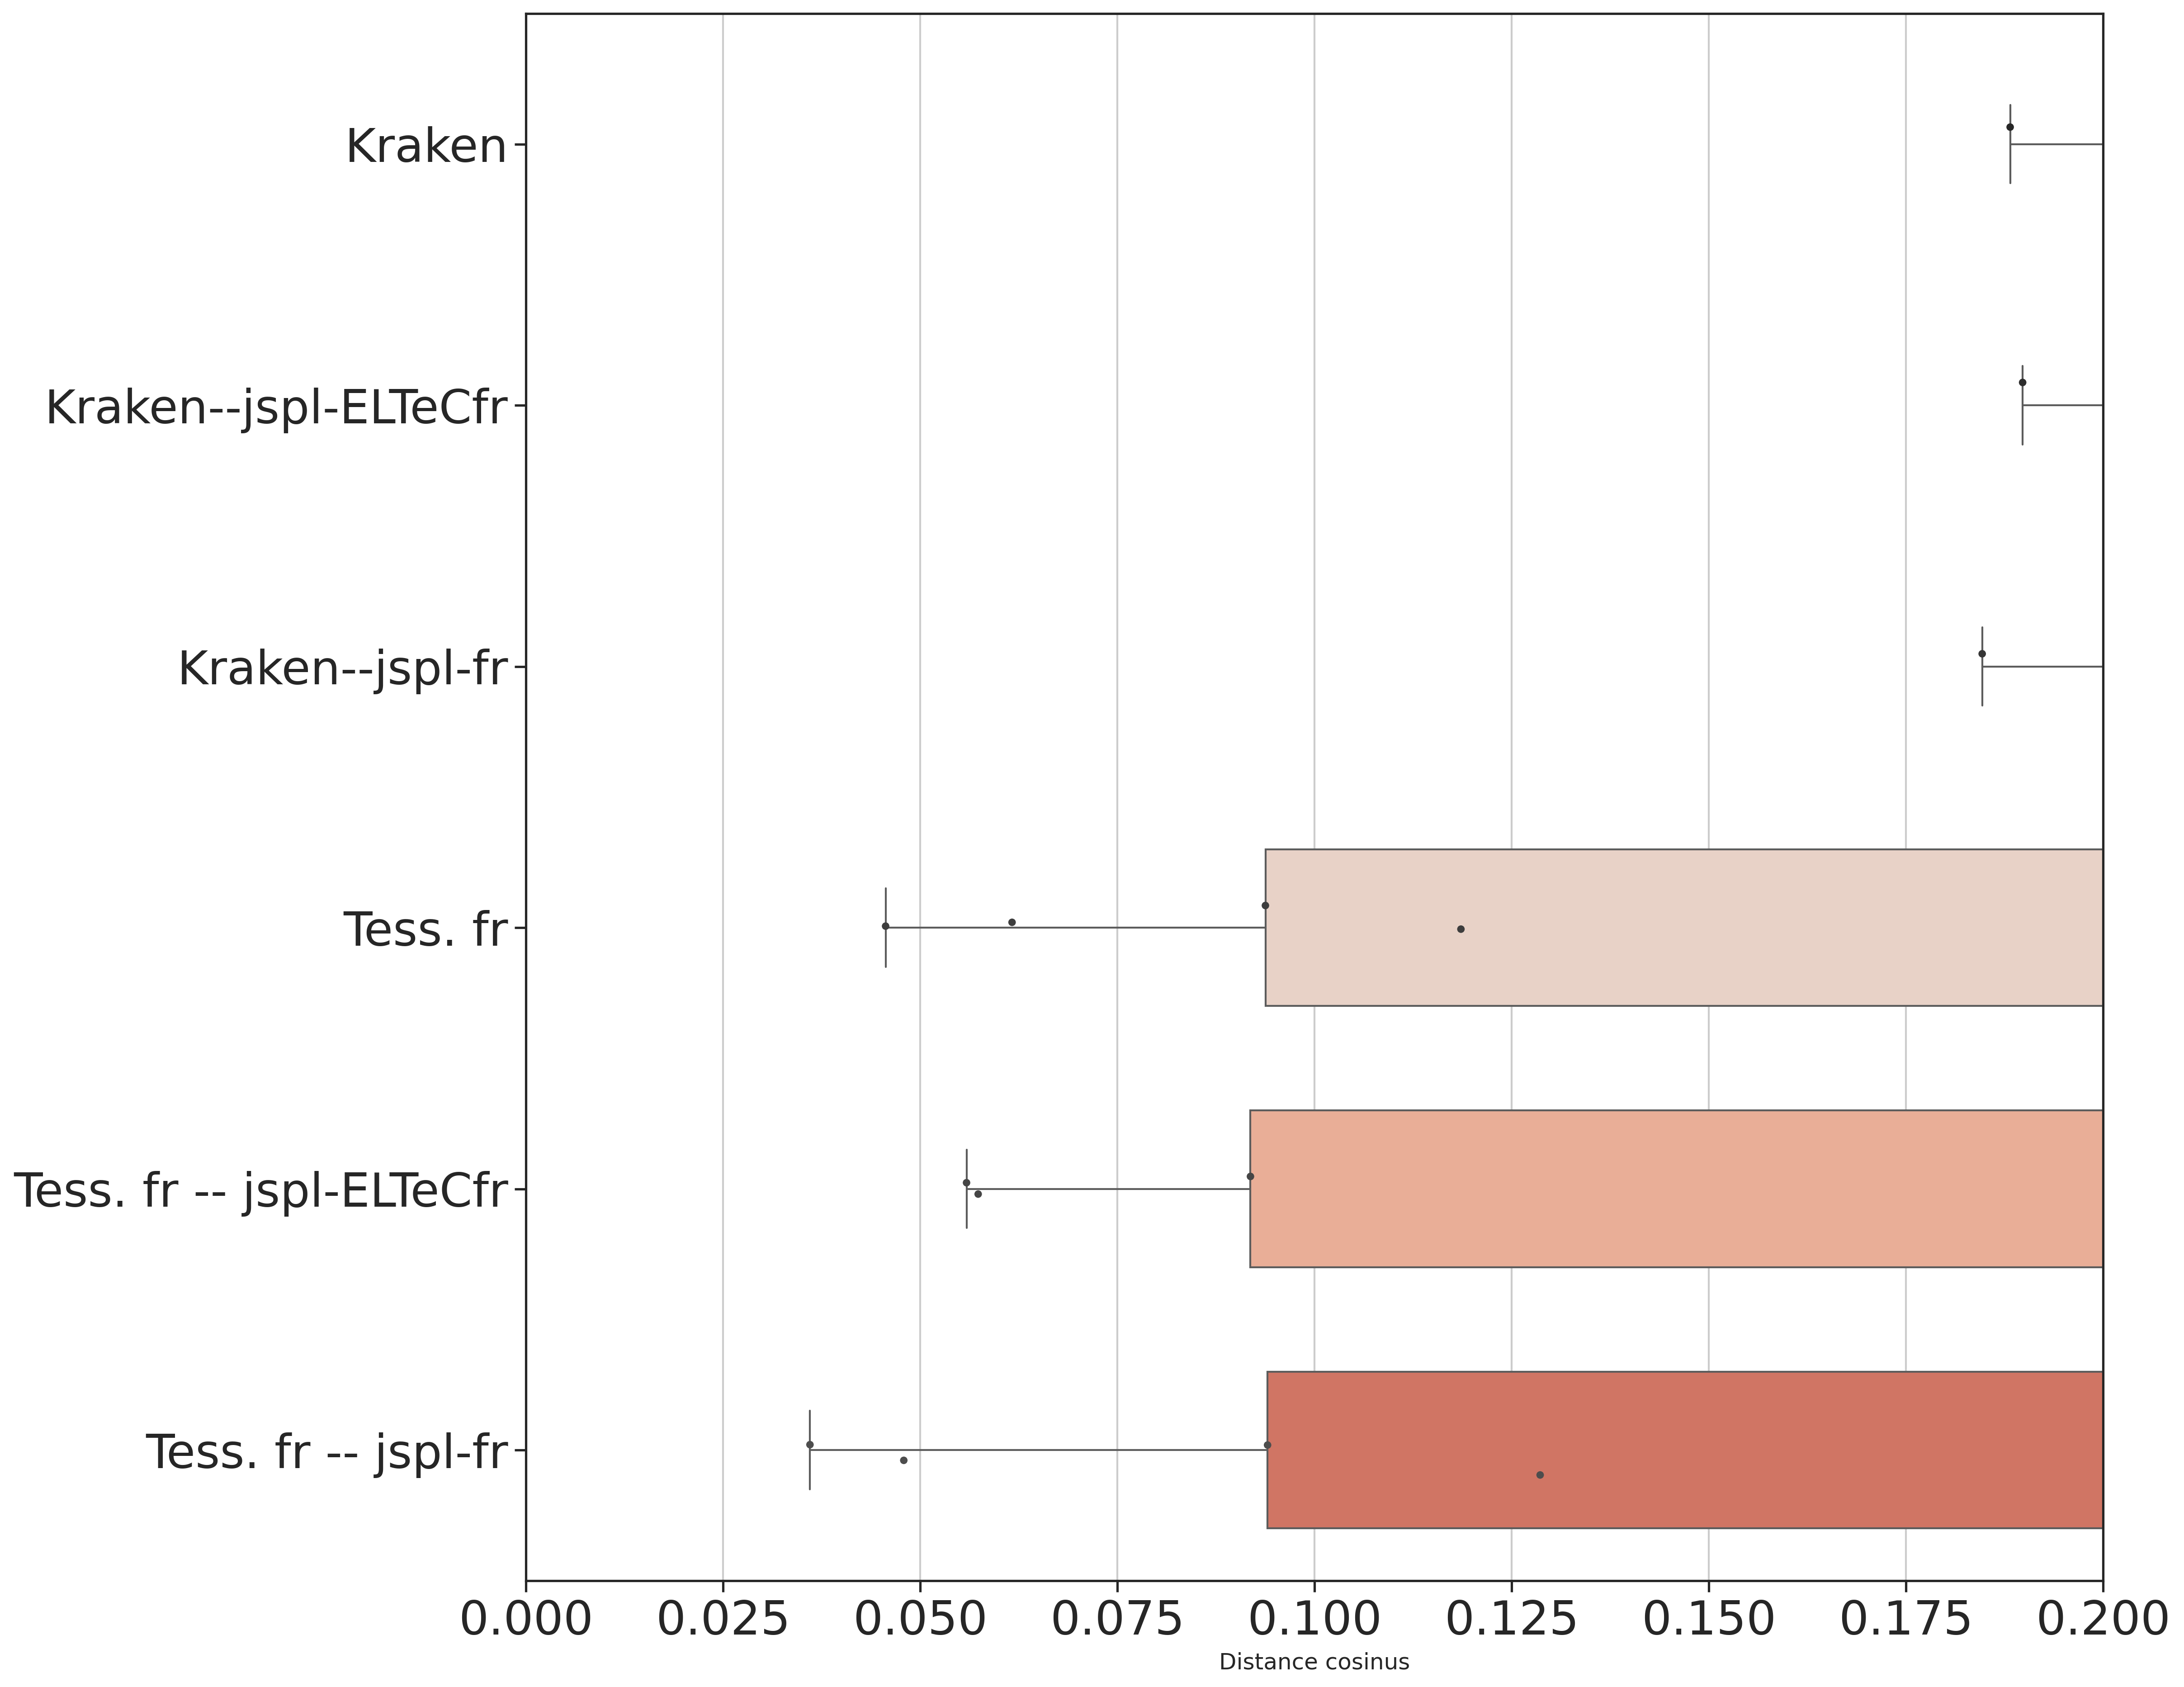 Kraken
Kraken--jspl-ELTeCfr
Kraken--jspl-fr
Tess. fr
Tess. fr -- jspl-ELTeCfr
Tess. fr -- jspl-fr
0.000 0.025 0.050 0.075 0.100 0.125 0.150 0.175 0.200
Distance cosinus